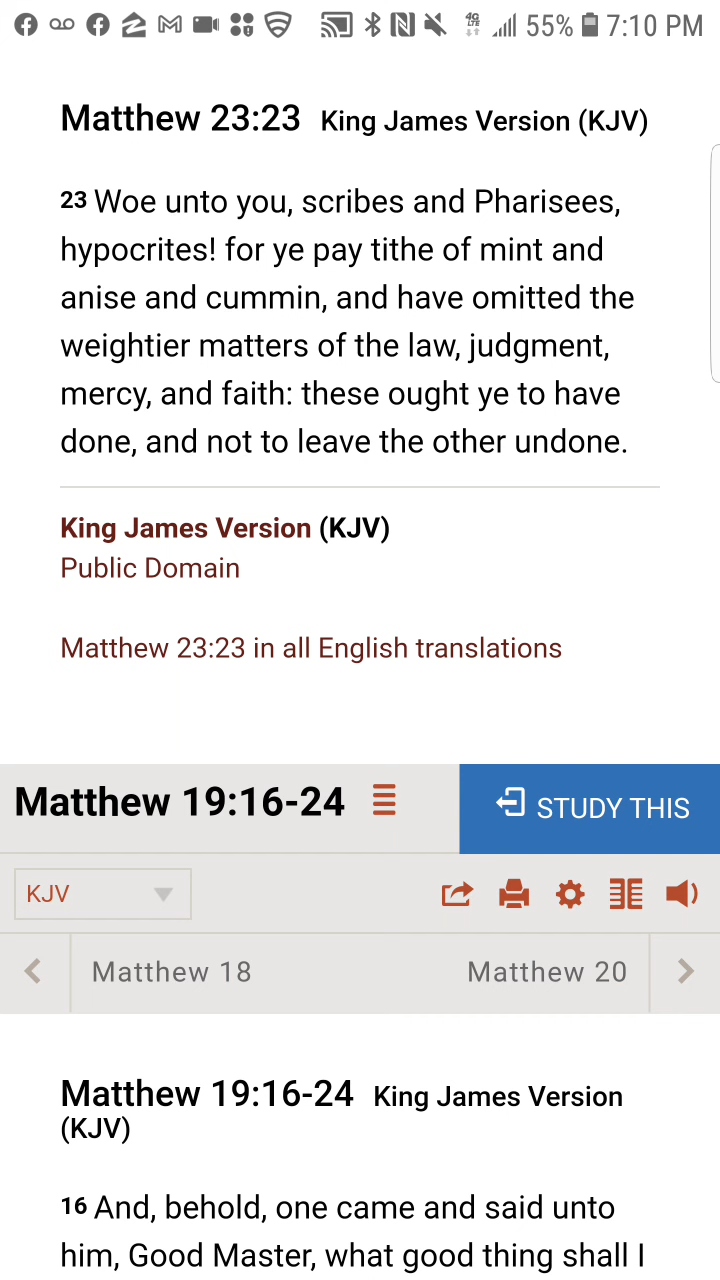 55% 7:10 PM
Matthew 23:23 King James Version (KJV)
23 Woe unto you, scribes and Pharisees,
hypocrites! for ye pay tithe of mint and
anise and cummin, and have omitted the
weightier matters of the law, judgment,
mercy, and faith: these ought ye to have
done, and not to leave the other undone.
King James Version (KJV)
Public Domain
Matthew 23:23 in all English translations
Matthew 19:16-24 STUDY THIS
KJV
Matthew 18 Matthew 20
Matthew 19:16-24 King James Version
(KJV)
16 And, behold, one came and said unto
him, Good Master, what good thing shall I